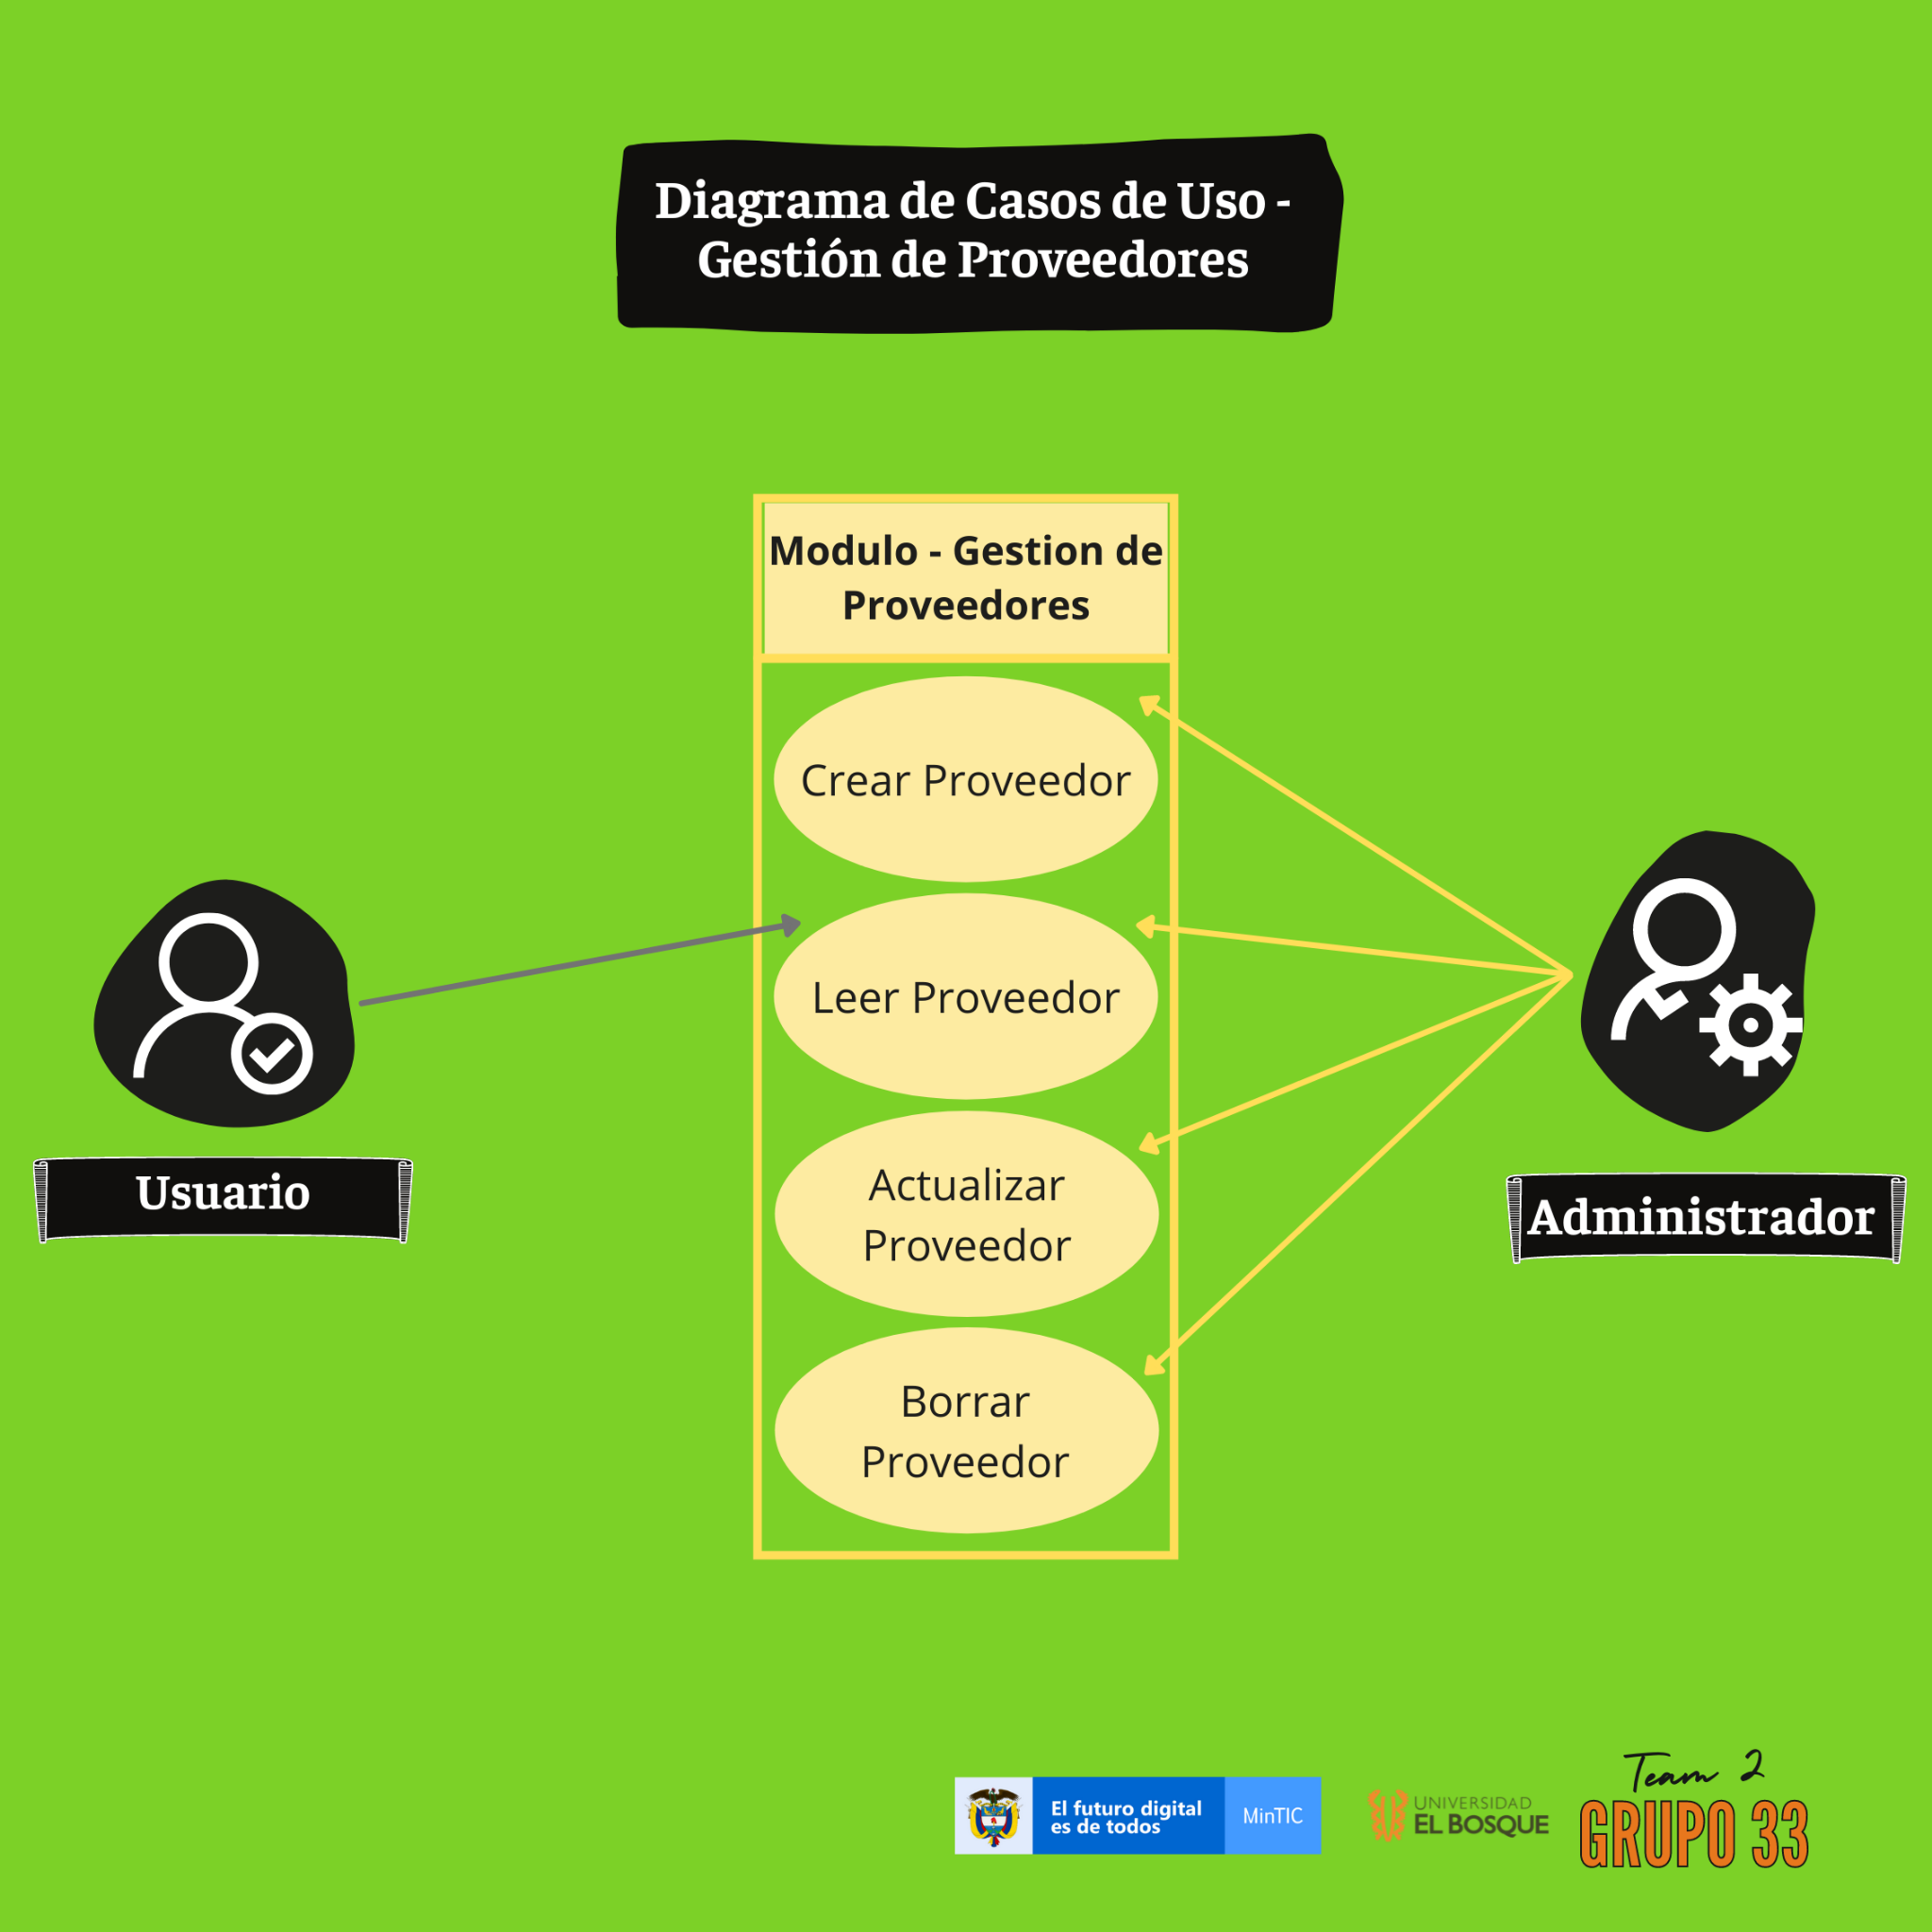 Diagrama de Casos de Uso -
Gestión de Proveedores
Modulo - Gestion de
Proveedores
Crear Proveedor
Leer Proveedor
Actualizar
Proveedor
Borrar
Proveedor
Usuario
Administrador
El futuro digital
es de todos
MinTIC
UNIVERSIDAD
EL BOSQUE
Team 2
GRUPO 33